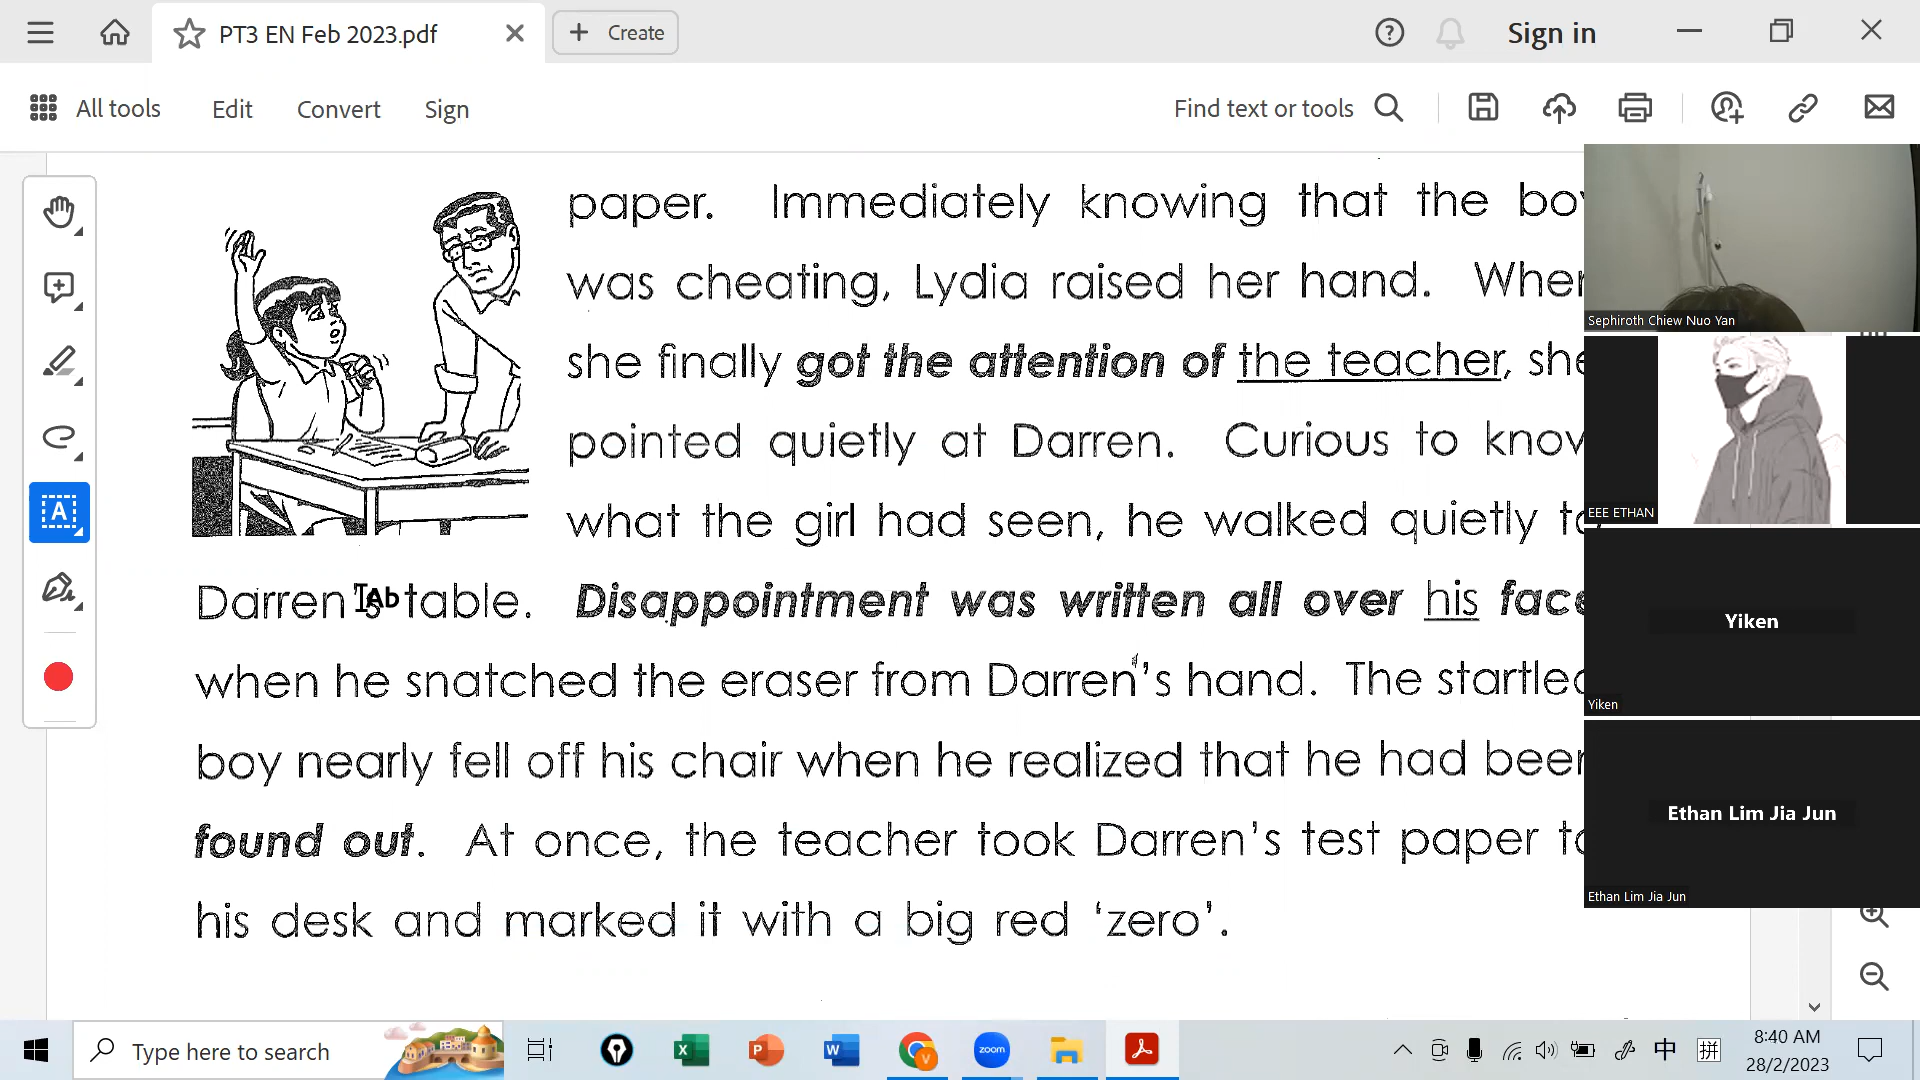 PT3 EN Feb 2023.pdf
Create
Sign in
All tools
Edit
Convert
Sign
Find text or tools
paper. Immediately knowing that the bo
was cheating, Lydia raised her hand. Whe
she finally got the attention of the teacher, she
pointed quietly at Darren. Curious to kno
what the girl had seen, he walked quietly to
Darren's table. Disappointment was written all over his face
when he snatched the eraser from Darren's hand. The startle
boy nearly fell off his chair when he realized that he had bee
found out. At once, the teacher took Darren's test paper to
his desk and marked it with a big red ‘zero’.
Sephiroth Chiew Nuo Yan
EEE ETHAN
Yiken
Yiken
Ethan Lim Jia Jun
Ethan Lim Jia Jun
Type here to search
zoom
中
拼
8:40 AM
28/2/2023